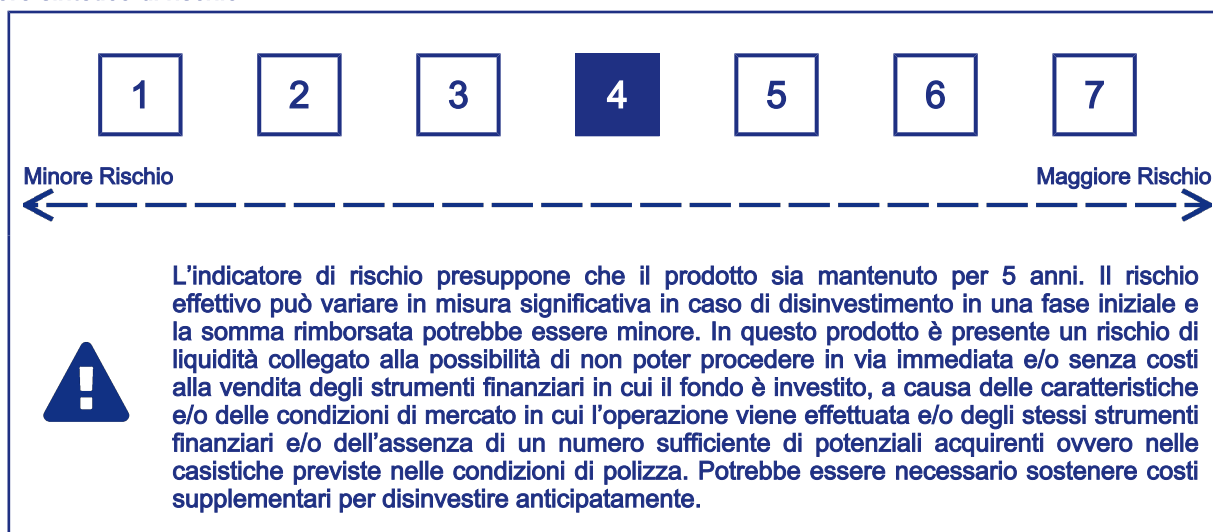 1 2 3 4 5 6 7
Minore Rischio Maggiore Rischio
L'indicatore di rischio presuppone che il prodotto sia mantenuto per 5 anni. Il rischio
effettivo può variare in misura significativa in caso di disinvestimento in una fase iniziale e
la somma rimborsata potrebbe essere minore. In questo prodotto è presente un rischio di
liquidità collegato alla possibilità di non poter procedere in via immediata e/o senza costi
alla vendita degli strumenti finanziari in cui il fondo è investito, a causa delle caratteristiche
e/o delle condizioni di mercato in cui l'operazione viene effettuata e/o degli stessi strumenti
finanziari e/o dell'assenza di un numero sufficiente di potenziali acquirenti ovvero nelle
casistiche previste nelle condizioni di polizza. Potrebbe essere necessario sostenere costi
supplementari per disinvestire anticipatamente.